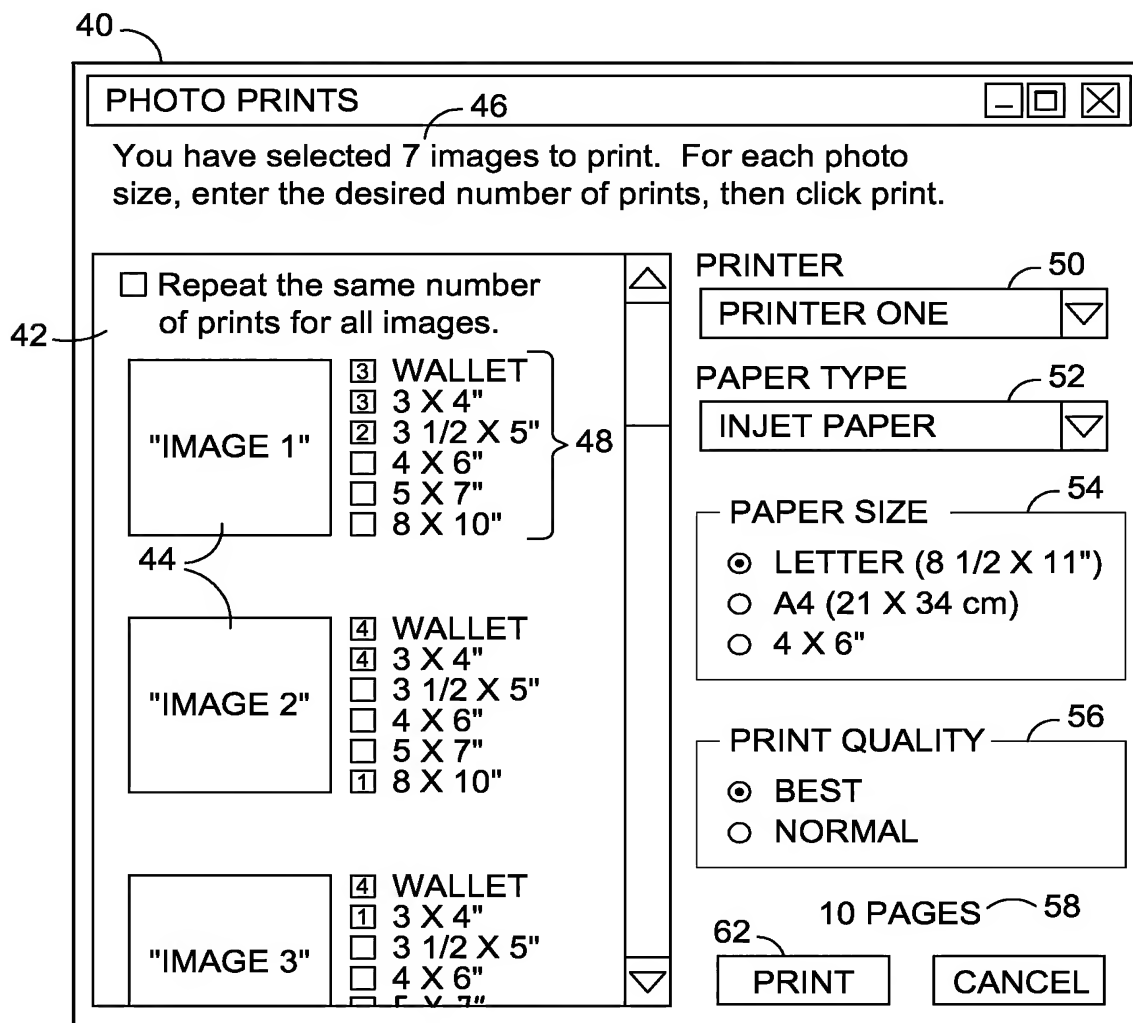 40
PHOTO PRINTS
46
You have selected 7 images to print. For each photo
size, enter the desired number of prints, then click print.
42
Repeat the same number
of prints for all images.
"IMAGE 1"
3 WALLET
3 3 X 4"
2 3 1/2 X 5"
4 X 6"
5 X 7"
8 X 10"
48
44
"IMAGE 2"
4 WALLET
4 3 X 4"
3 1/2 X 5"
4 X 6"
5 X 7"
1 8 X 10"
"IMAGE 3"
4 WALLET
1 3 X 4"
3 1/2 X 5"
4 X 6"
5 X 7"
PRINTER
50
PRINTER ONE
PAPER TYPE
52
INJET PAPER
54
PAPER SIZE
LETTER (8 1/2 X 11")
A4 (21 X 34 cm)
4 X 6"
56
PRINT QUALITY
BEST
NORMAL
10 PAGES 58
62
PRINT
CANCEL